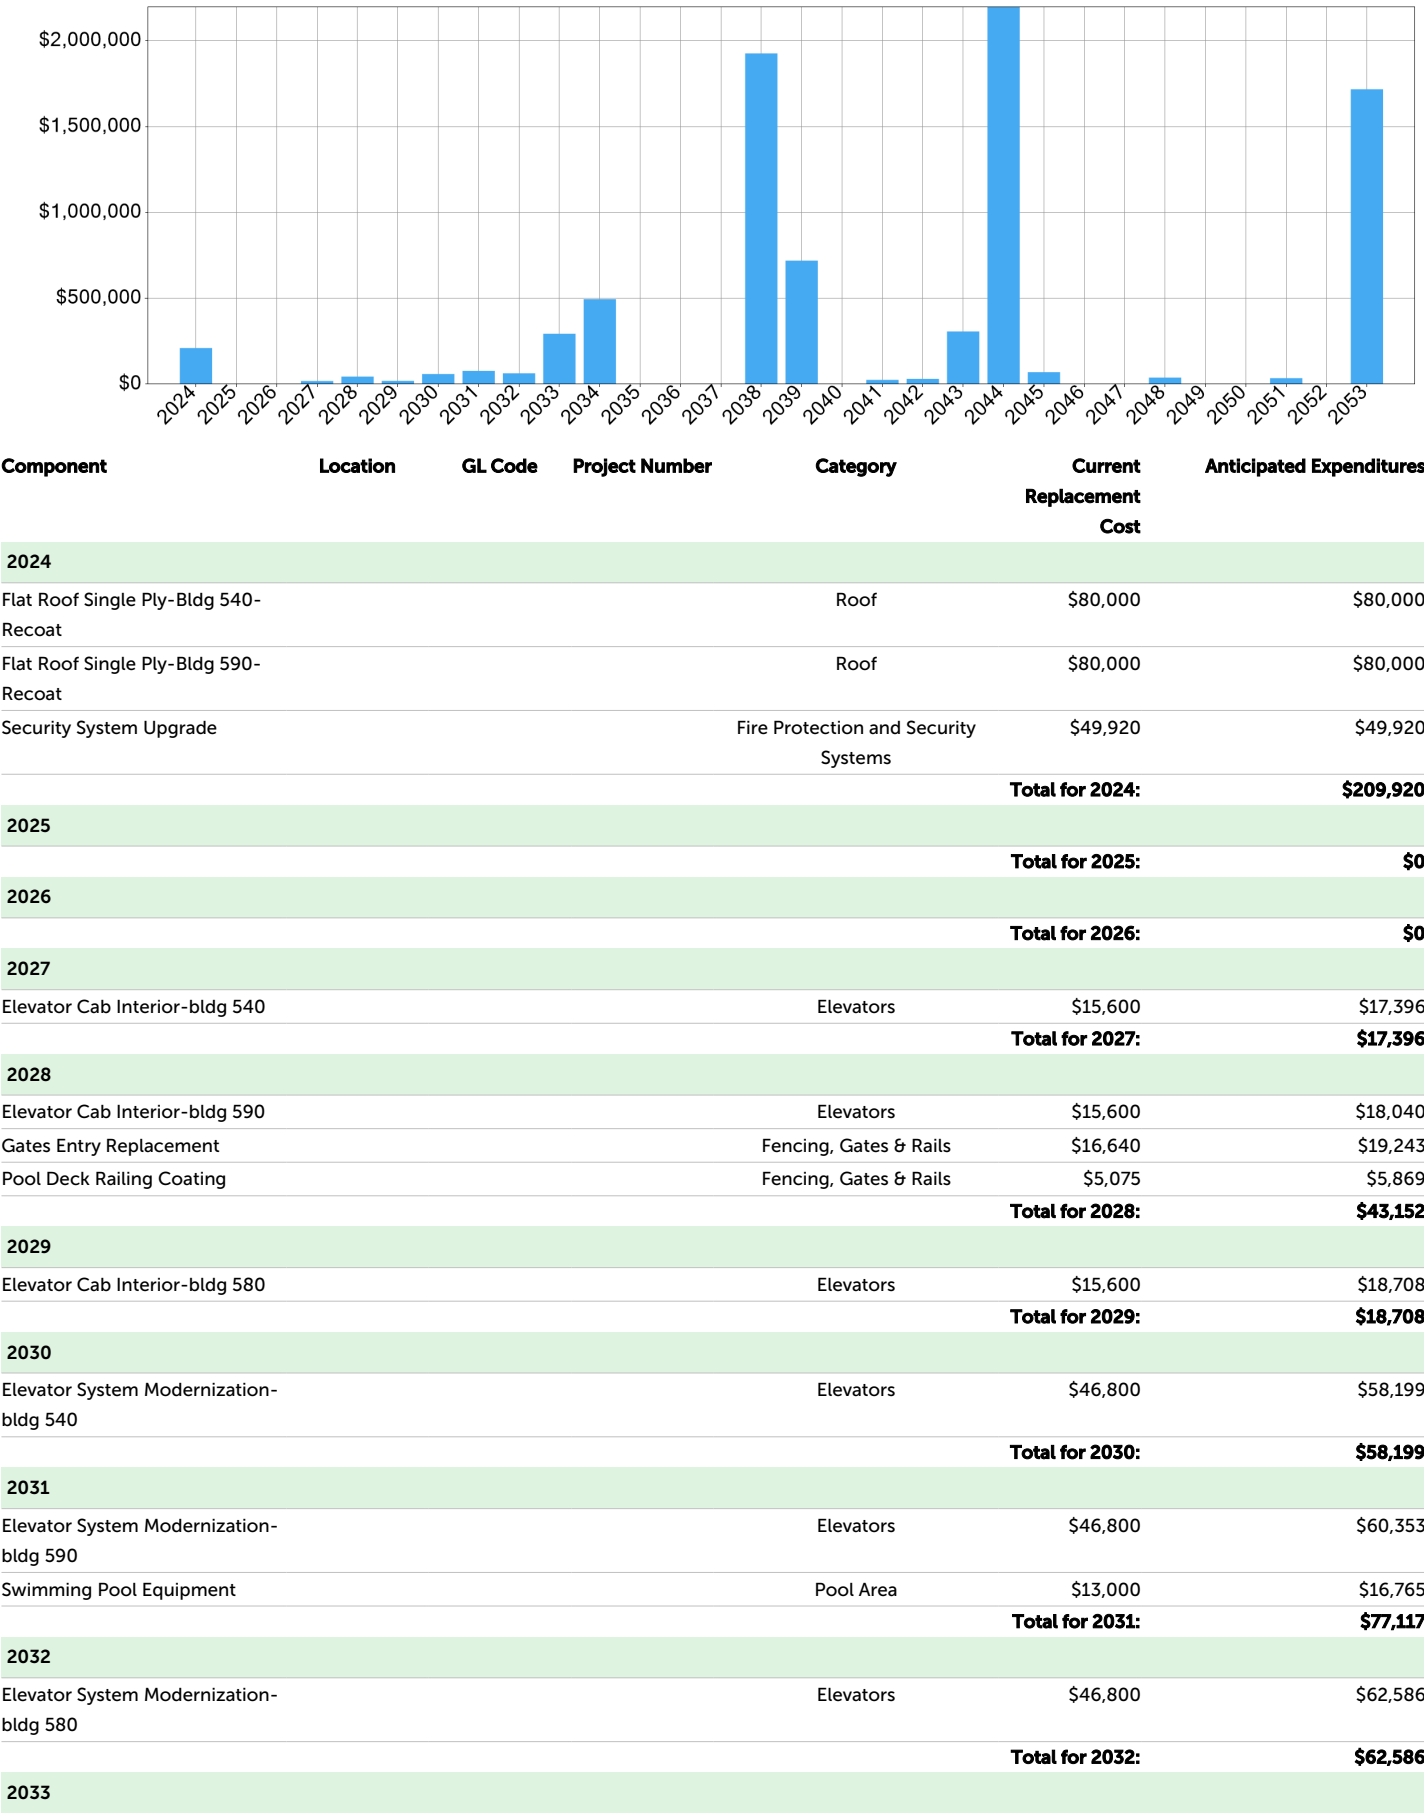 $2,000,000
$1,500,000
$1,000,000
$500,000
$0
2024 2025 2026 2027 2028 2029 2030 2031 2032 2033 2034 2035 2036 2037 2038 2039 2040 2041 2042 2043 2044 2045 2046 2047 2048 2049 2050 2051 2052 2053
Component Location GL Code Project Number Category Current Anticipated Expenditures
Replacement
Cost
2024
Flat Roof Single Ply-Bldg 540- Roof $80,000 $80,000
Recoat
Flat Roof Single Ply-Bldg 590- Roof $80,000 $80,000
Recoat
Security System Upgrade Fire Protection and Security $49,920 $49,920
Systems
Total for 2024: $209,920
2025
Total for 2025: $0
2026
Total for 2026: $0
2027
Elevator Cab Interior-bldg 540 Elevators $15,600 $17,396
Total for 2027: $17,396
2028
Elevator Cab Interior-bldg 590 Elevators $15,600 $18,040
Gates Entry Replacement Fencing, Gates & Rails $16,640 $19,243
Pool Deck Railing Coating Fencing, Gates & Rails $5,075 $5,869
Total for 2028: $43,152
2029
Elevator Cab Interior-bldg 580 Elevators $15,600 $18,708
Total for 2029: $18,708
2030
Elevator System Modernization- Elevators $46,800 $58,199
bldg 540
Total for 2030: $58,199
2031
Elevator System Modernization- Elevators $46,800 $60,353
bldg 590
Swimming Pool Equipment Pool Area $13,000 $16,765
Total for 2031: $77,117
2032
Elevator System Modernization- Elevators $46,800 $62,586
bldg 580
Total for 2032: $62,586
2033